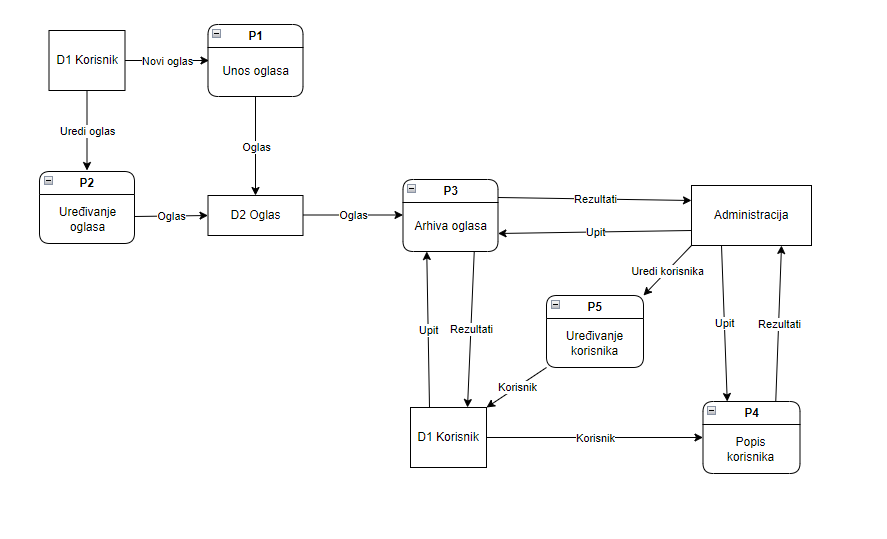 D1 Korisnik
Novi oglas
P1
Unos oglasa
Uredi oglas
Oglas
P2
Uređivanje
oglasa
Oglas
D2 Oglas
Oglas
P3
Arhiva oglasa
Rezultati
Upit
Administracija
Uredi korisnika
P5
Uređivanje
korisnika
Upit
Rezultati
Upit
Rezultati
Korisnik
D1 Korisnik
Korisnik
P4
Popis
korisnika